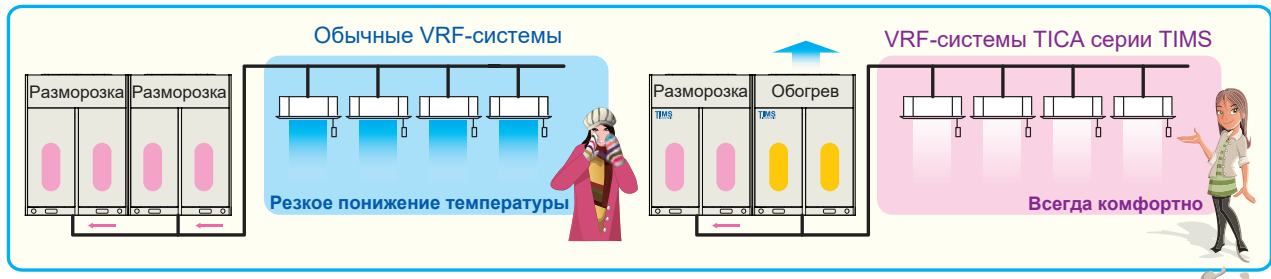 Обычные VRF-системы
Разморозка Разморозка
Резкое понижение температуры
VRF-системы TICA серии TIMS
Разморозка Обогрев
TIMS TIMS
Всегда комфортно